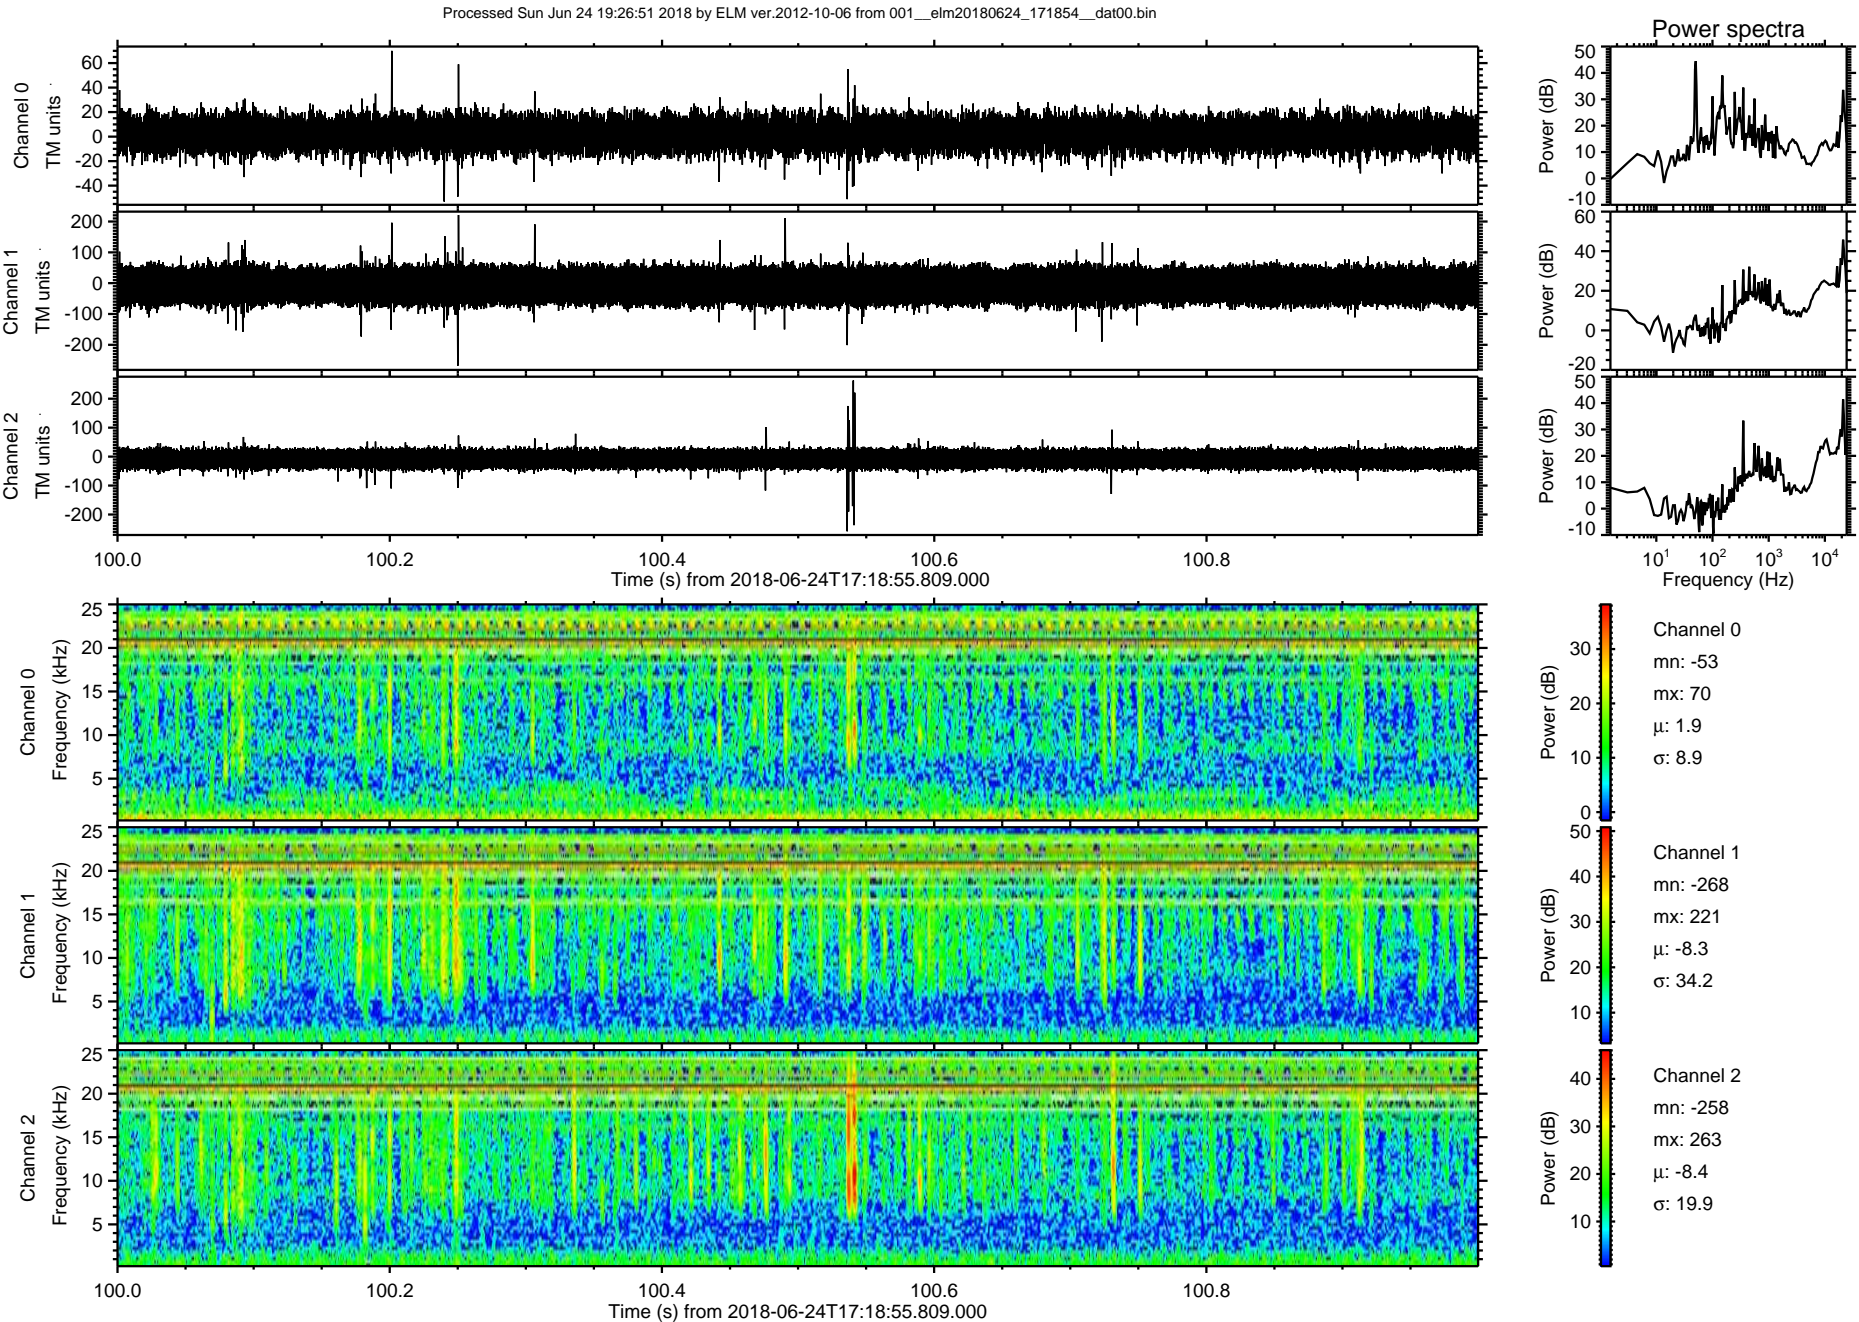 Processed Sun Jun 24 19:26:51 2018 by ELM ver.2012-10-06 from 001__elm20180624_171854__dat00.bin
Power spectra
Channel 0
TM units
60
40
20
0
-20
-40
Power (dB)
50
40
30
20
10
0
-10
Channel 1
TM units
200
100
0
-100
-200
Power (dB)
60
40
20
0
-20
Channel 2
TM units
200
100
0
-100
-200
Power (dB)
50
40
30
20
10
0
-10
100.0 100.2 100.4 100.6 100.8
Time (s) from 2018-06-24T17:18:55.809.000
10¹ 10² 10³ 10⁴
Frequency (Hz)
Channel 0
Frequency (kHz)
25
20
15
10
5
Power (dB)
30
20
10
0
Channel 0
mn: -53
mx: 70
μ: 1.9
σ: 8.9
Channel 1
Frequency (kHz)
25
20
15
10
5
Power (dB)
50
40
30
20
10
Channel 1
mn: -268
mx: 221
μ: -8.3
σ: 34.2
Channel 2
Frequency (kHz)
25
20
15
10
5
Power (dB)
40
30
20
10
Channel 2
mn: -258
mx: 263
μ: -8.4
σ: 19.9
100.0 100.2 100.4 100.6 100.8
Time (s) from 2018-06-24T17:18:55.809.000